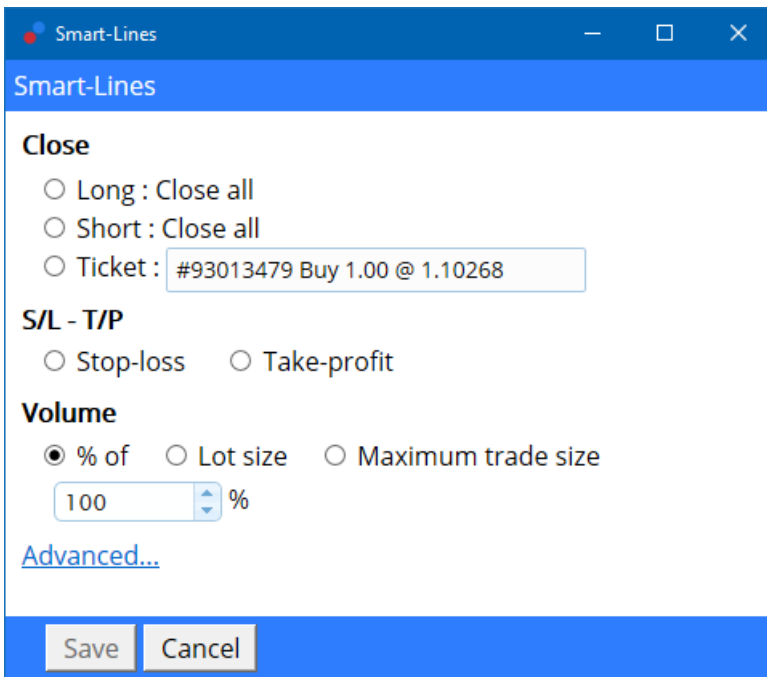 Smart-Lines
Smart-Lines
Close
Long : Close all
Short : Close all
Ticket : #93013479 Buy 1.00 @ 1.10268
S/L - T/P
Stop-loss Take-profit
Volume
% of Lot size Maximum trade size
100 %
Advanced...
Save Cancel